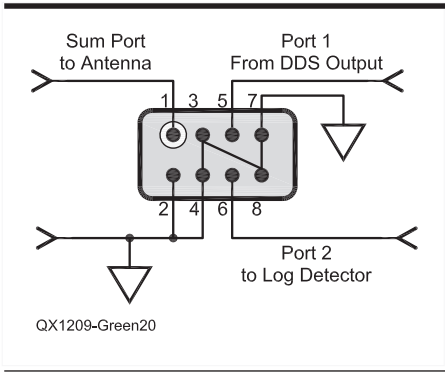 Sum Port
to Antenna
Port 1
From DDS Output
1 3 5 7
2 4 6 8
Port 2
to Log Detector
QX1209-Green20